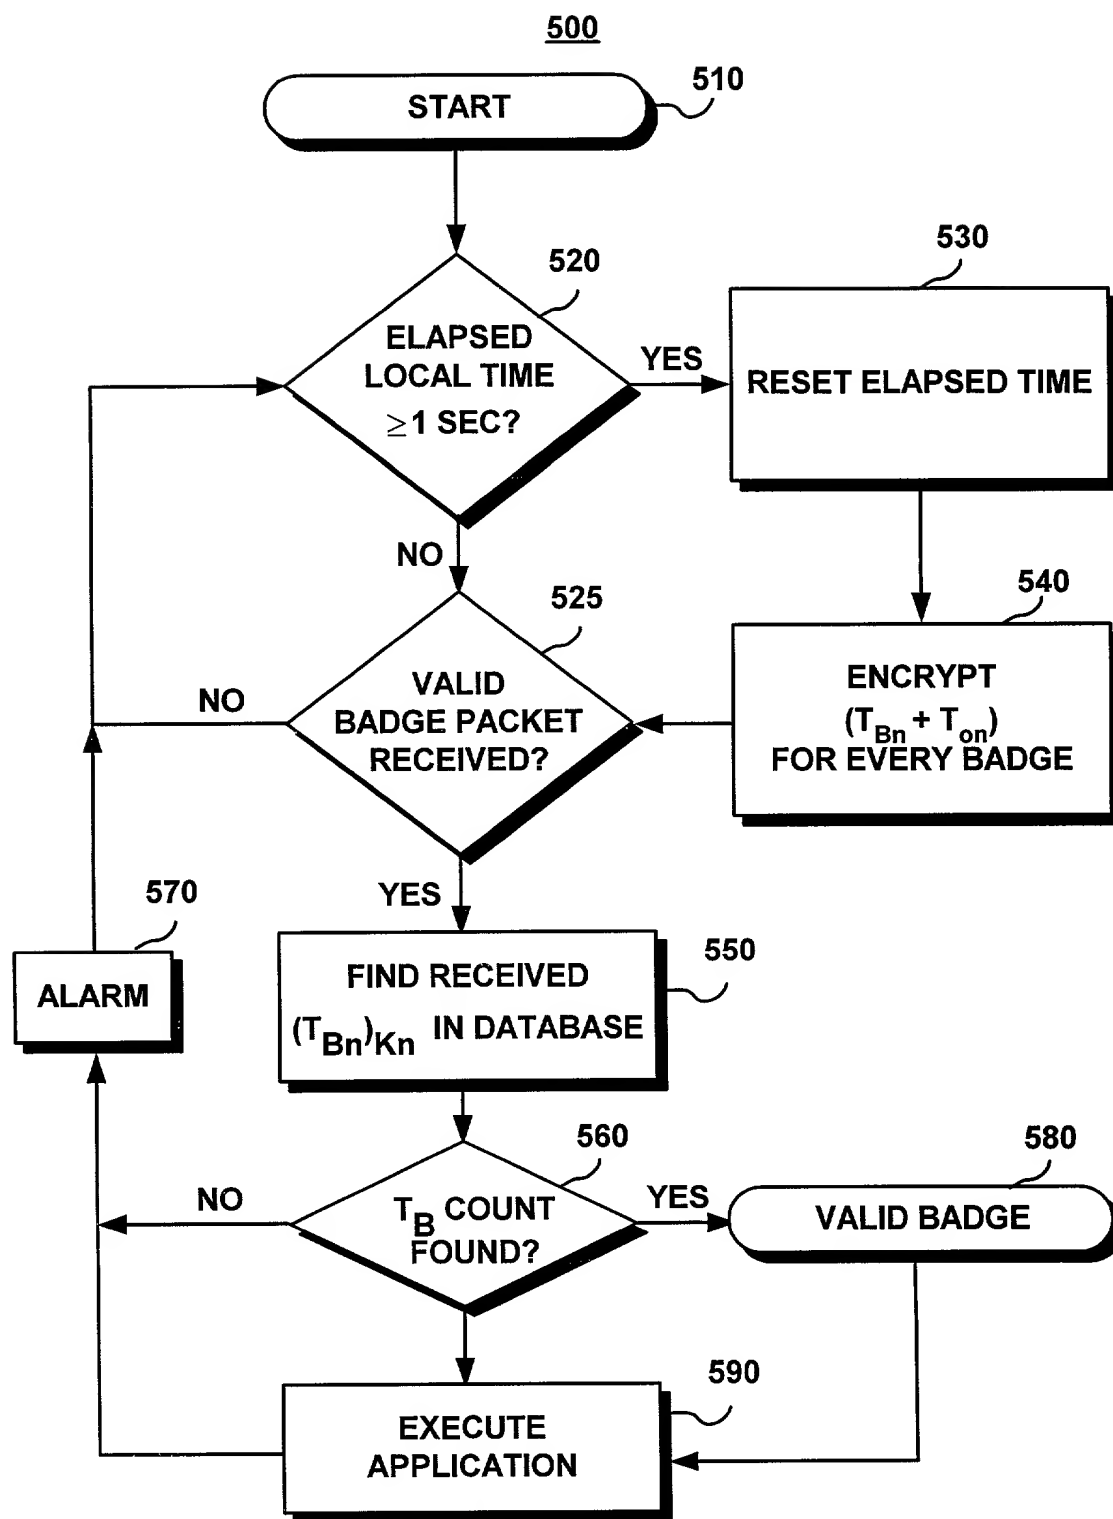 500
START
510
ELAPSED
LOCAL TIME
≥1 SEC?
520
YES
530
RESET ELAPSED TIME
NO
540
ENCRYPT
(TBn + Ton)
FOR EVERY BADGE
525
VALID
BADGE PACKET
RECEIVED?
NO
YES
570
ALARM
550
FIND RECEIVED
(TBn)Kn IN DATABASE
560
TB COUNT
FOUND?
NO
YES
580
VALID BADGE
590
EXECUTE
APPLICATION